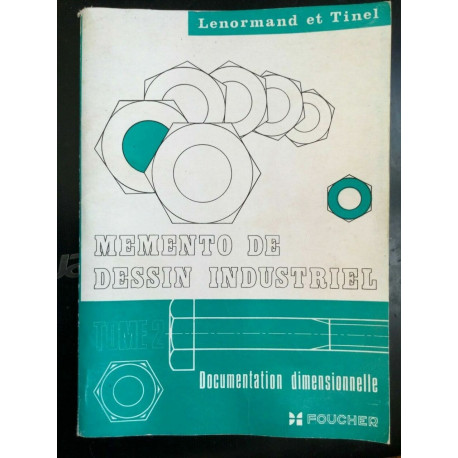 Lenormand et Tinel
MEMENTO DE
DESSIN INDUSTRIEL
TOME 2
Documentation dimensionnelle
FOUCHER